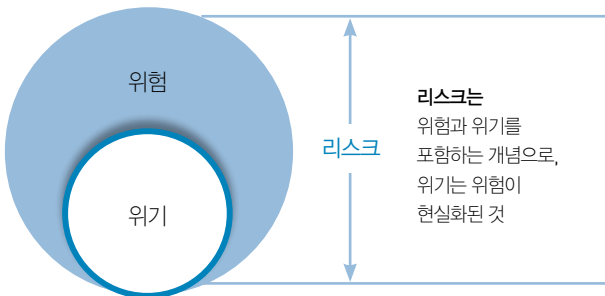 위험
위기
리스크
리스크는
위험과 위기를
포함하는 개념으로,
위기는 위험이
현실화된 것